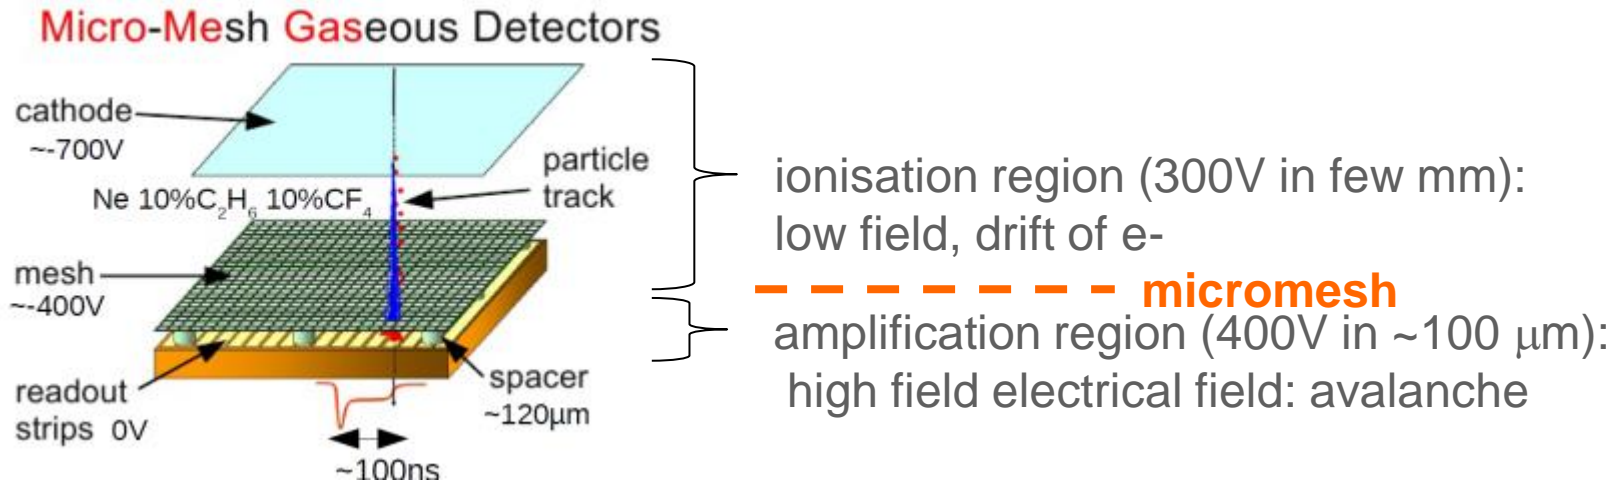 Micro-Mesh Gaseous Detectors
cathode
~-700V
particle
track
Ne 10%C₂H₆ 10%CF₄
mesh
~-400V
readout
strips 0V
spacer
~120μm
~100ns
ionisation region (300V in few mm):
low field, drift of e-
micromesh
amplification region (400V in ~100 μm):
high field electrical field: avalanche